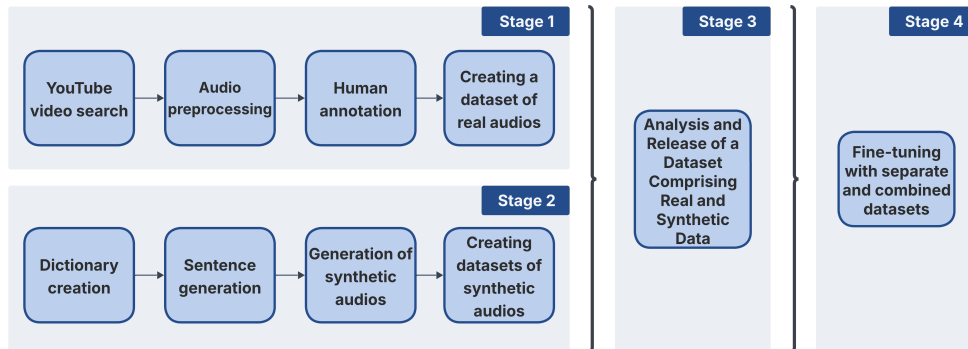 Stage 1
YouTube
video search
Audio
preprocessing
Human
annotation
Creating a
dataset of
real audios
Stage 2
Dictionary
creation
Sentence
generation
Generation of
synthetic
audios
Creating
datasets of
synthetic
audios
Stage 3
Analysis and
Release of a
Dataset
Comprising
Real and
Synthetic
Data
Stage 4
Fine-tuning
with separate
and combined
datasets